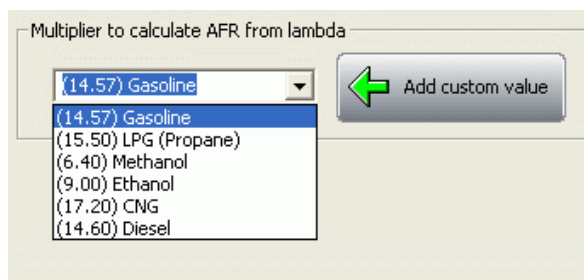 Multiplier to calculate AFR from lambda
(14.57) Gasoline
Add custom value
(14.57) Gasoline
(15.50) LPG (Propane)
(6.40) Methanol
(9.00) Ethanol
(17.20) CNG
(14.60) Diesel